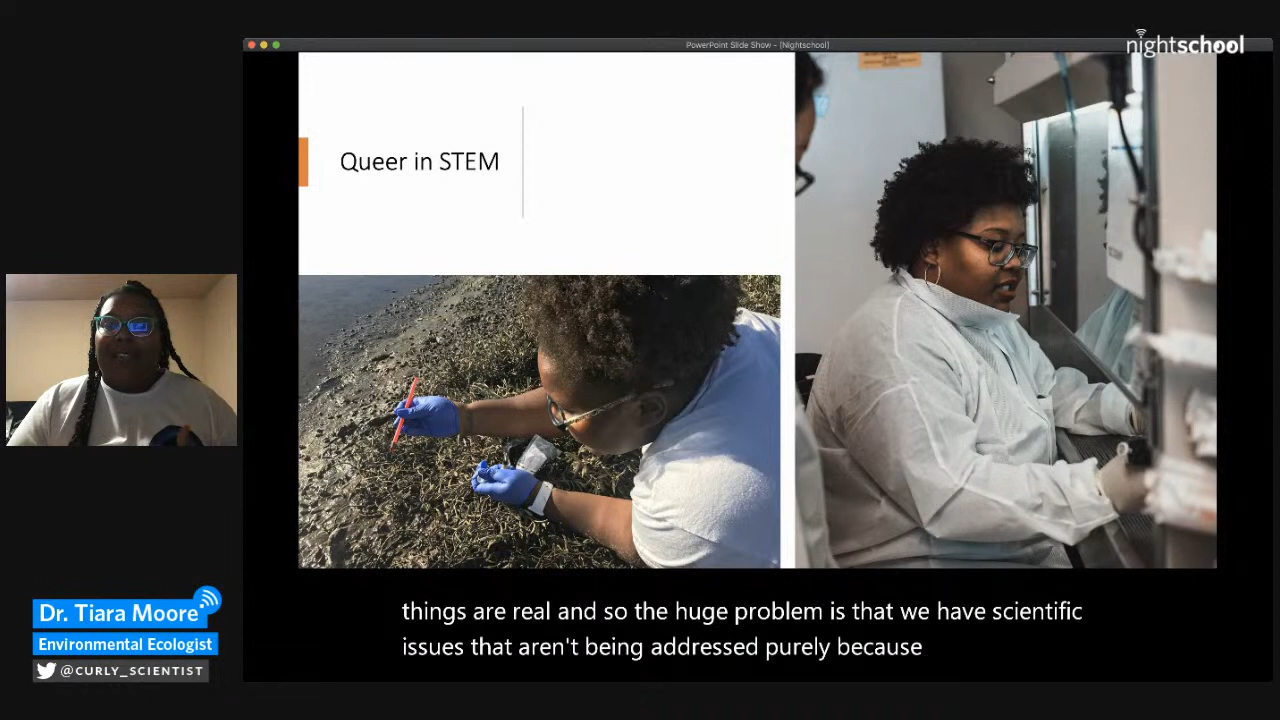 PowerPoint Slide Show - [Nightschool]
nightschool
Queer in STEM
Dr. Tiara Moore
Environmental Ecologist
@CURLY_SCIENTIST
things are real and so the huge problem is that we have scientific
issues that aren't being addressed purely because